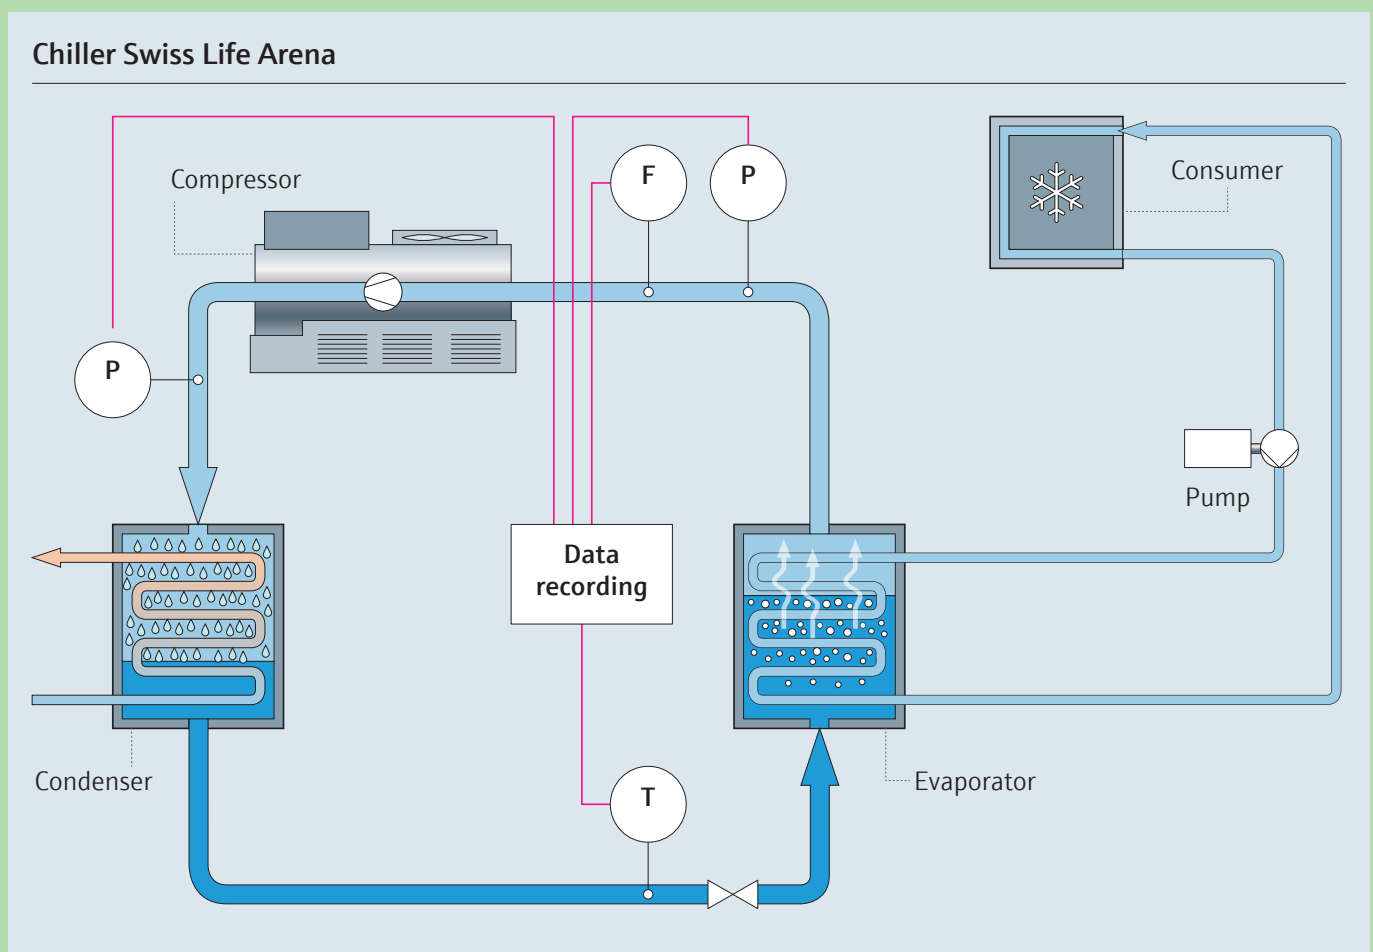 Chiller Swiss Life Arena
Compressor
F
P
Consumer
P
Pump
Data
recording
Condenser
T
Evaporator